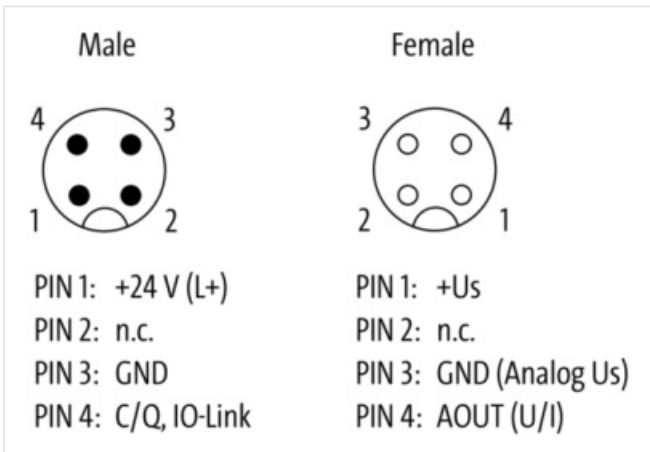 Male
4 3
1 2
PIN 1: +24 V (L+)
PIN 2: n.c.
PIN 3: GND
PIN 4: C/Q, IO-Link
Female
3 4
2 1
PIN 1: +Us
PIN 2: n.c.
PIN 3: GND (Analog Us)
PIN 4: AOUT (U/I)